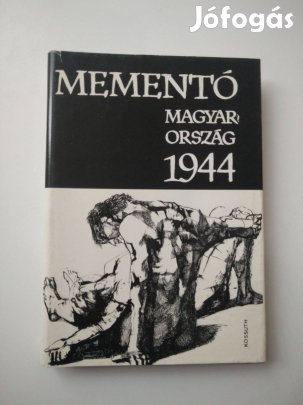 Jófogás
MEMENTÓ
MAGYAR,
ORSZÁG
1944
KOSSUTH